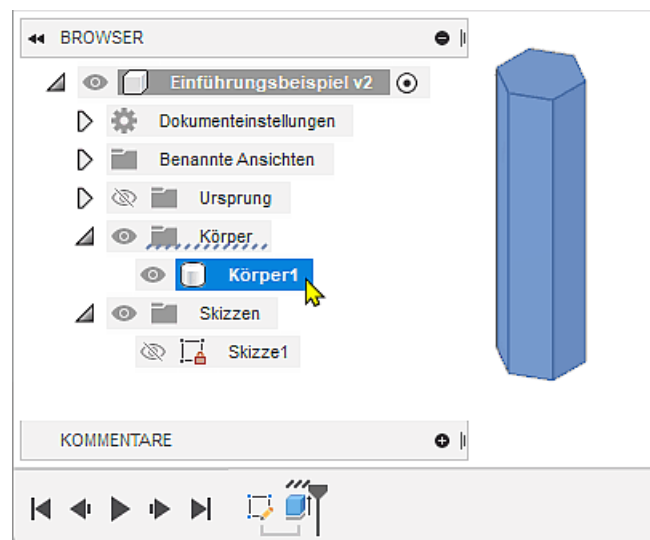 BROWSER
Einführungsbeispiel v2
Dokumenteinstellungen
Benannte Ansichten
Ursprung
Körper
Körper1
Skizzen
Skizze1
KOMMENTARE